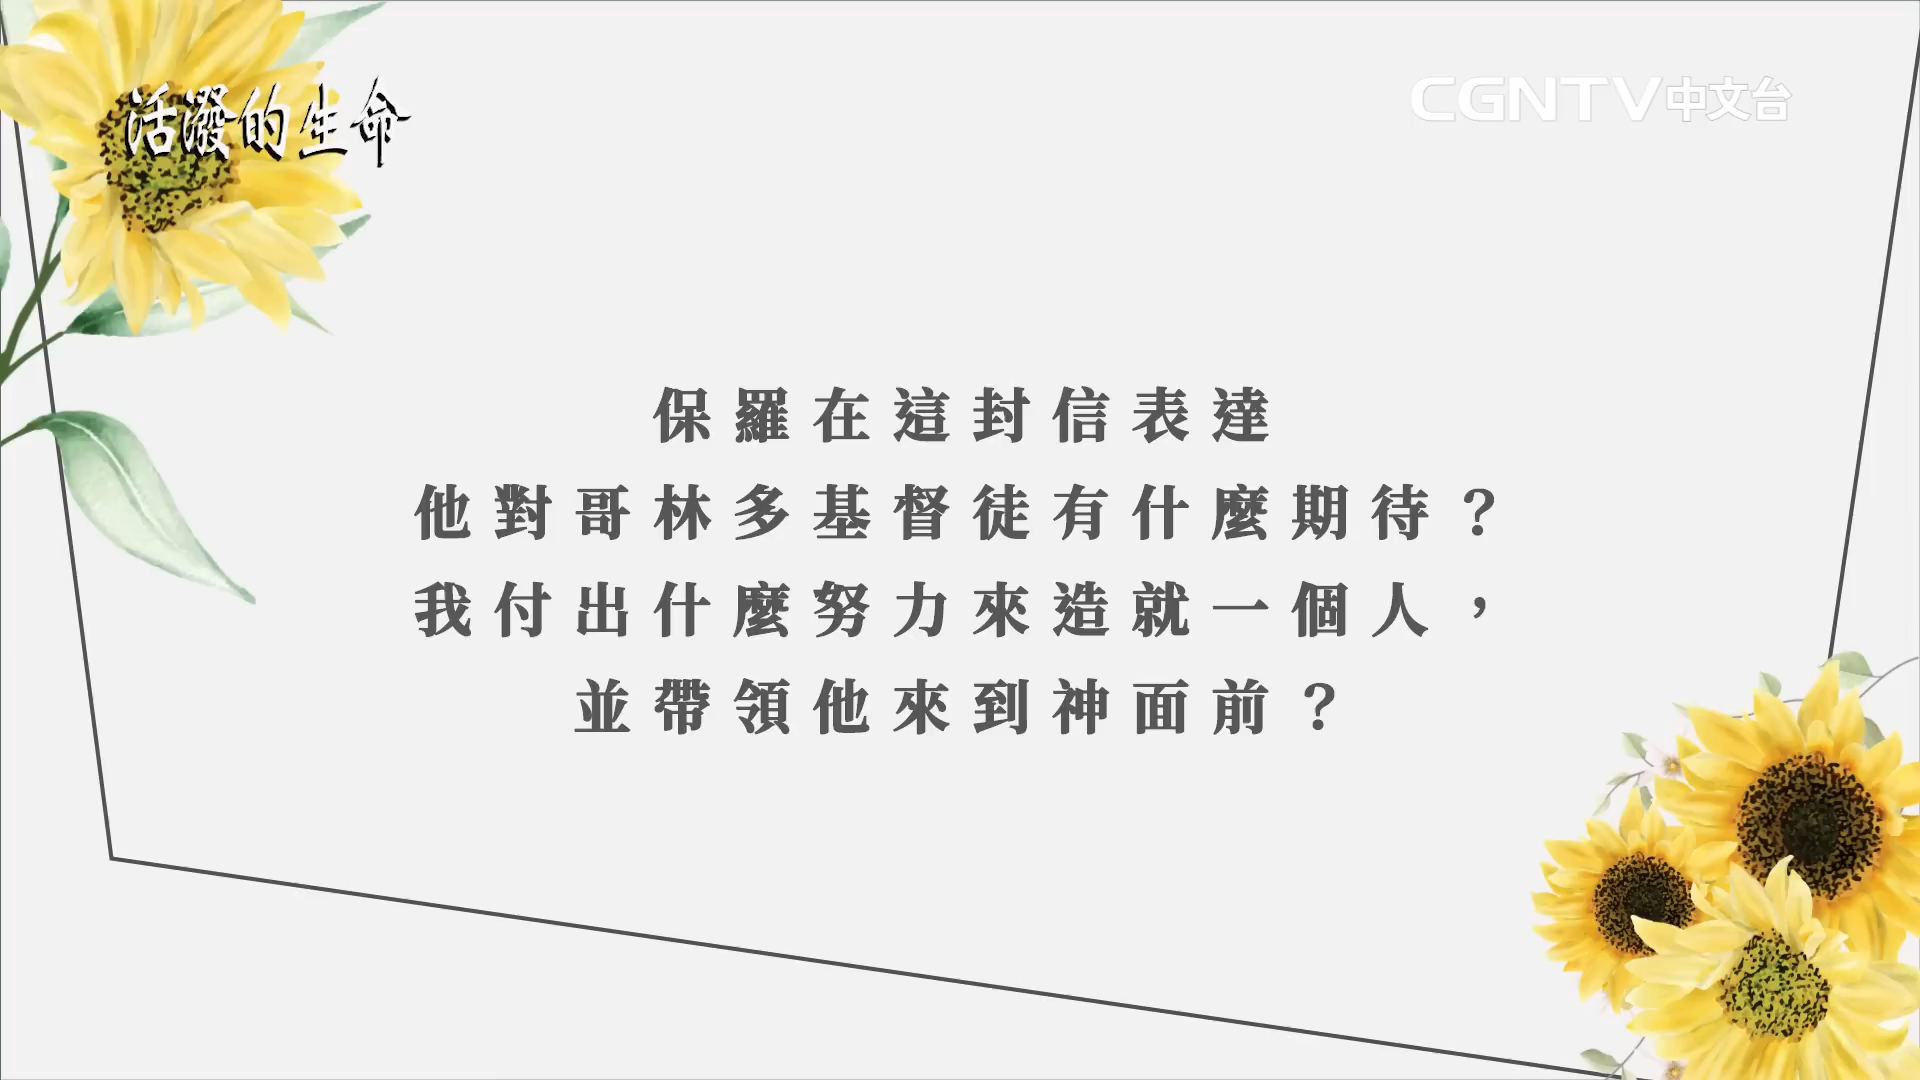 活潑的生命
CGNTV中文台
保羅在這封信表達
他對哥林多基督徒有什麼期待？
我付出什麼努力來造就一個人，
並帶領他來到神面前？